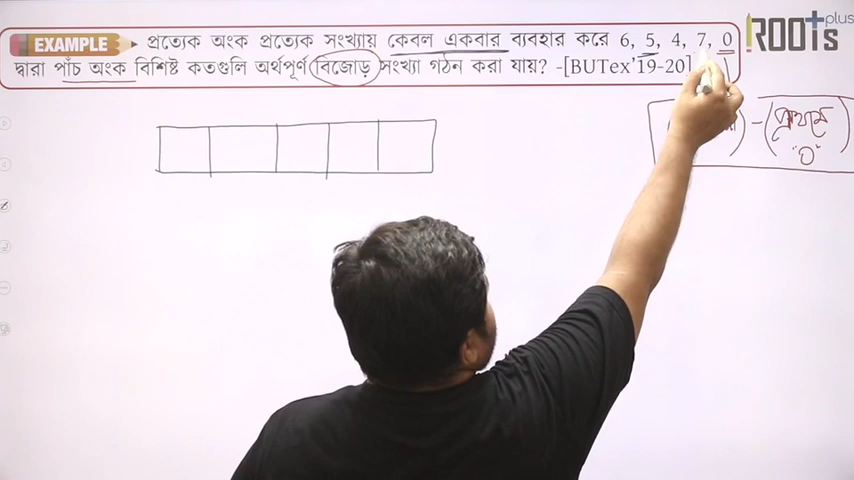 EXAMPLE প্রত্যেক অংক প্রত্যেক সংখ্যায় কেবল একবার ব্যবহার করে 6, 5, 4, 7, 0
দ্বারা পাঁচ অংক বিশিষ্ট কতগুলি অর্থপূর্ণ বিজোড় সংখ্যা গঠন করা যায়? -[BUTex'19-20]
ROOTs plus
- (প্রথমে
"0"